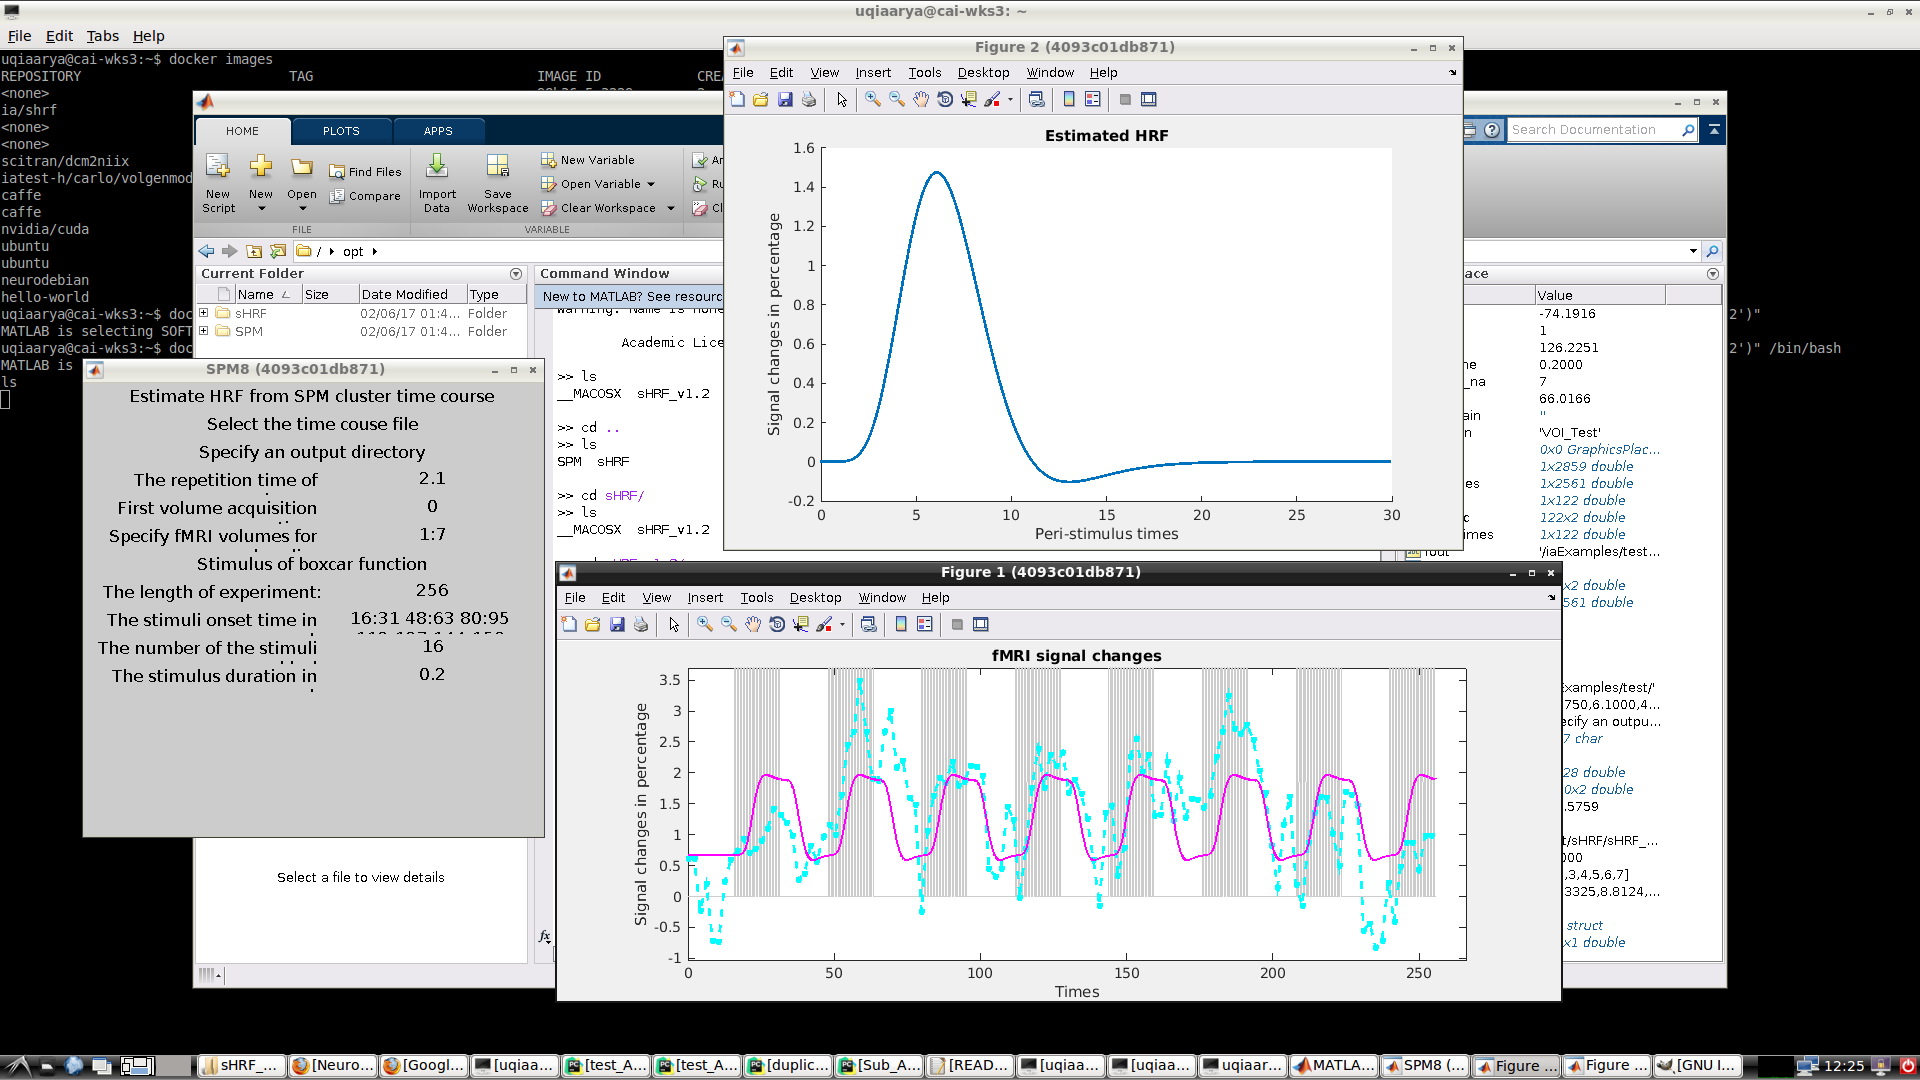 uqiaarya@cai-wks3: ~
File Edit Tabs Help
uqiaarya@cai-wks3:~$ docker images
REPOSITORY TAG IMAGE ID CRE
<none>
ia/shrf
<none>
<none>
scitran/dcm2niix
iatest-h/carlo/volgenmod
caffe
caffe
nvidia/cuda
ubuntu
ubuntu
neurodebian
hello-world
uqiaarya@cai-wks3:~$ doc 2')"
MATLAB is selecting SOFT
uqiaarya@cai-wks3:~$ doc 2')" /bin/bash
MATLAB is
ls
HOME PLOTS APPS
Search Documentation
New Script
New
Open
Find Files
Compare
Import Data
Save Workspace
New Variable
Open Variable
Clear Workspace
FILE VARIABLE
/ opt
Current Folder
Name Size Date Modified Type
sHRF 02/06/17 01:4... Folder
SPM 02/06/17 01:4... Folder
Select a file to view details
Command Window
New to MATLAB? See resourc
Warning: Name is none
Academic Lice
>> ls
__MACOSX sHRF_v1.2
>> cd ..
>> ls
SPM sHRF
>> cd sHRF/
>> ls
__MACOSX sHRF_v1.2
fx
ace
Value
-74.1916
1
126.2251
ne 0.2000
_na 7
66.0166
ain ''
n 'VOI_Test'
0x0 GraphicsPlac...
1x2859 double
es 1x2561 double
1x122 double
c 122x2 double
imes 1x122 double
fout '/iaExamples/test...
x2 double
561 double
Examples/test/'
750,6.1000,4...
ecify an outpu...
7 char
28 double
0x2 double
.5759
t/sHRF/sHRF_...
000
,3,4,5,6,7]
3325,8.8124,...
struct
x1 double
SPM8 (4093c01db871)
Estimate HRF from SPM cluster time course
Select the time couse file
Specify an output directory
The repetition time of 2.1
First volume acquisition 0
Specify fMRI volumes for 1:7
Stimulus of boxcar function
The length of experiment: 256
The stimuli onset time in 16:31 48:63 80:95
The number of the stimuli 16
The stimulus duration in 0.2
Figure 2 (4093c01db871)
File Edit View Insert Tools Desktop Window Help
Estimated HRF
Signal changes in percentage
1.6
1.4
1.2
1
0.8
0.6
0.4
0.2
0
-0.2
0 5 10 15 20 25 30
Peri-stimulus times
Figure 1 (4093c01db871)
File Edit View Insert Tools Desktop Window Help
fMRI signal changes
Signal changes in percentage
3.5
3
2.5
2
1.5
1
0.5
0
-0.5
-1
0 50 100 150 200 250
Times
sHRF_... [Neuro... [Googl... [uqiaa... [test_A... [test_A... [duplic... [Sub_A... [READ... [uqiaa... [uqiaa... uqiaar... MATLA... SPM8 (... Figure ... Figure ... [GNU I... 12:25